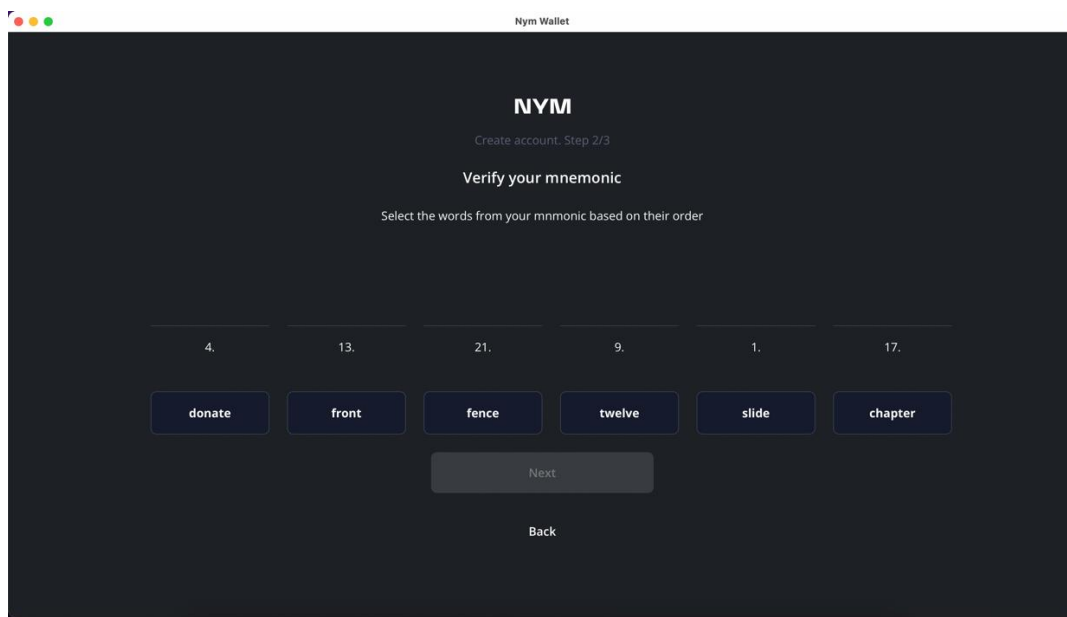 Nym Wallet
NYM
Create account. Step 2/3
Verify your mnemonic
Select the words from your mnmonic based on their order
4. 13. 21. 9. 1. 17.
donate front fence twelve slide chapter
Next
Back